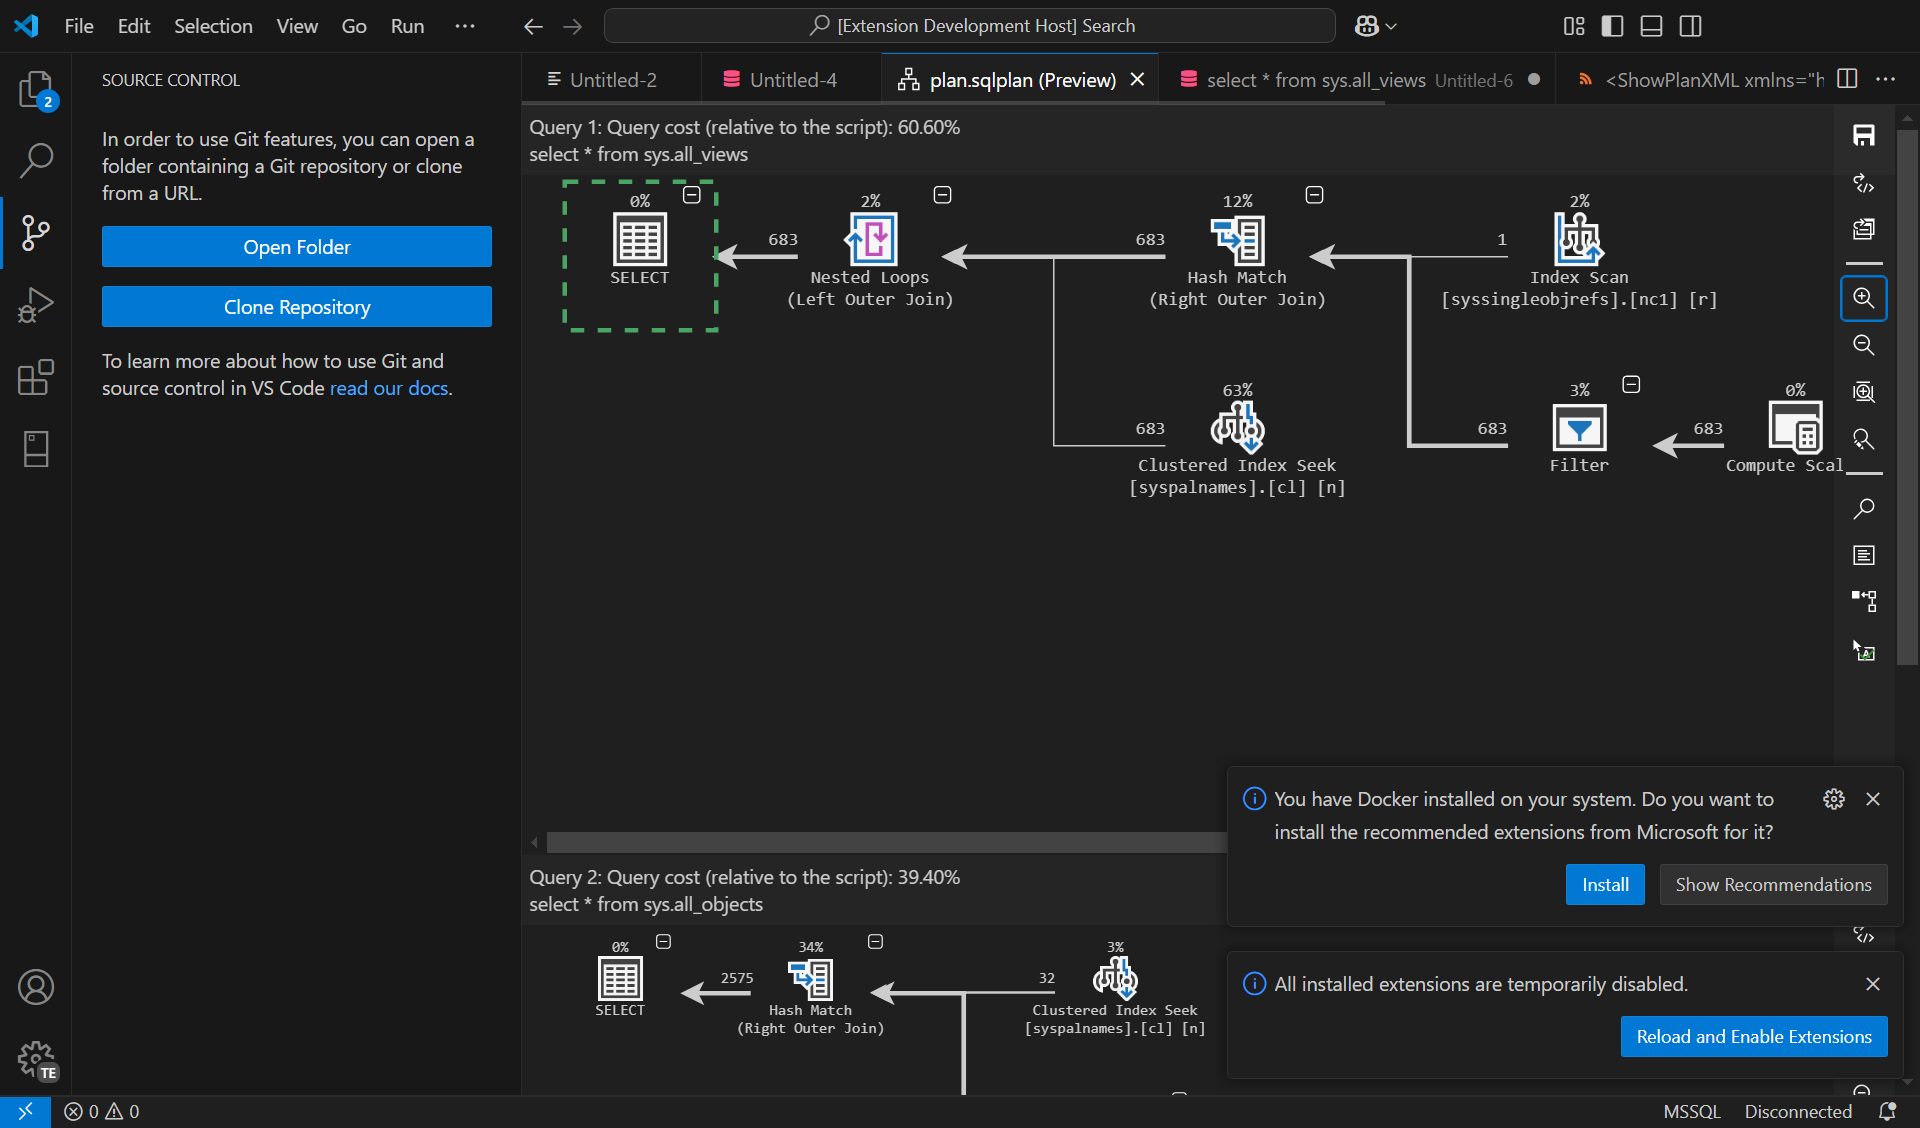 File Edit Selection View Go Run ···
[Extension Development Host] Search
SOURCE CONTROL
In order to use Git features, you can open a
folder containing a Git repository or clone
from a URL.
Open Folder
Clone Repository
To learn more about how to use Git and
source control in VS Code read our docs.
2
TE
Untitled-2
Untitled-4
plan.sqlplan (Preview)
select * from sys.all_views Untitled-6
<ShowPlanXML xmlns="h
Query 1: Query cost (relative to the script): 60.60%
select * from sys.all_views
0%
SELECT
683
2%
Nested Loops
(Left Outer Join)
683
12%
Hash Match
(Right Outer Join)
1
2%
Index Scan
[syssingleobjrefs].[nc1] [r]
683
63%
Clustered Index Seek
[syspalnames].[cl] [n]
683
3%
Filter
683
0%
Compute Scal
Query 2: Query cost (relative to the script): 39.40%
select * from sys.all_objects
0%
SELECT
2575
34%
Hash Match
(Right Outer Join)
32
3%
Clustered Index Seek
[syspalnames].[cl] [n]
You have Docker installed on your system. Do you want to
install the recommended extensions from Microsoft for it?
Install
Show Recommendations
All installed extensions are temporarily disabled.
Reload and Enable Extensions
0 0
MSSQL Disconnected